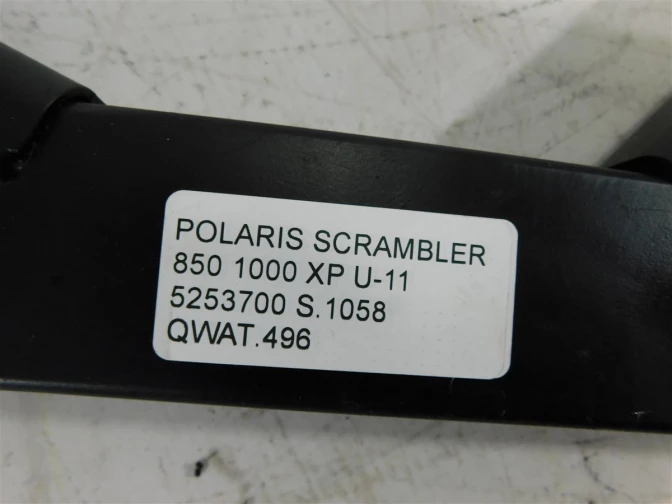 POLARIS SCRAMBLER
850 1000 XP U-11
5253700 S.1058
QWAT.496